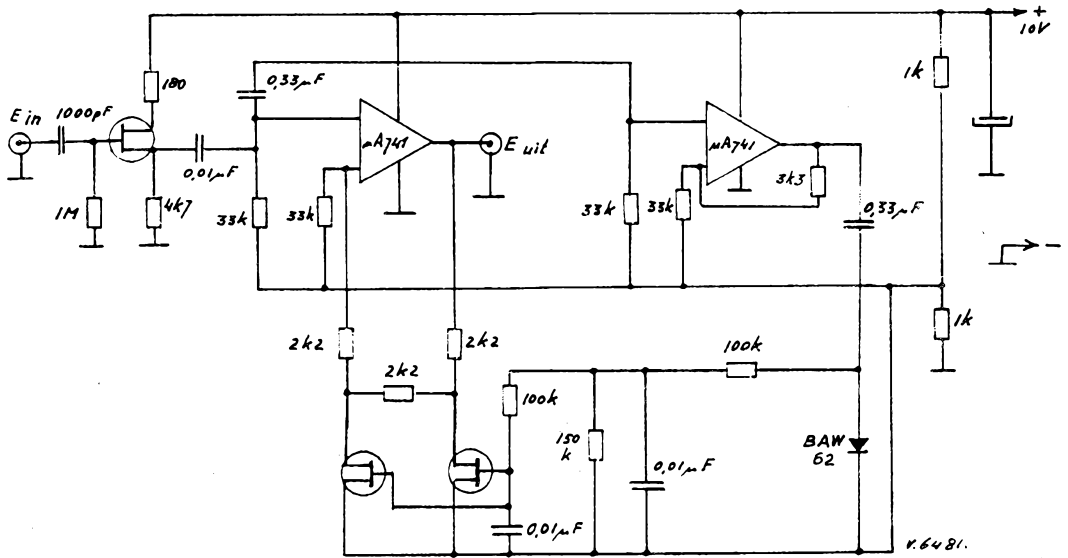 +
10V
1k
180
0,33µF
E in
1000pF
µA741
E uit
µA741
0,01µF
3k3
1M
4k7
33k
33k
33k
33k
0,33µF
-
1k
2k2
2k2
100k
2k2
100k
150
k
BAW
62
0,01µF
0,01µF
V.6481.